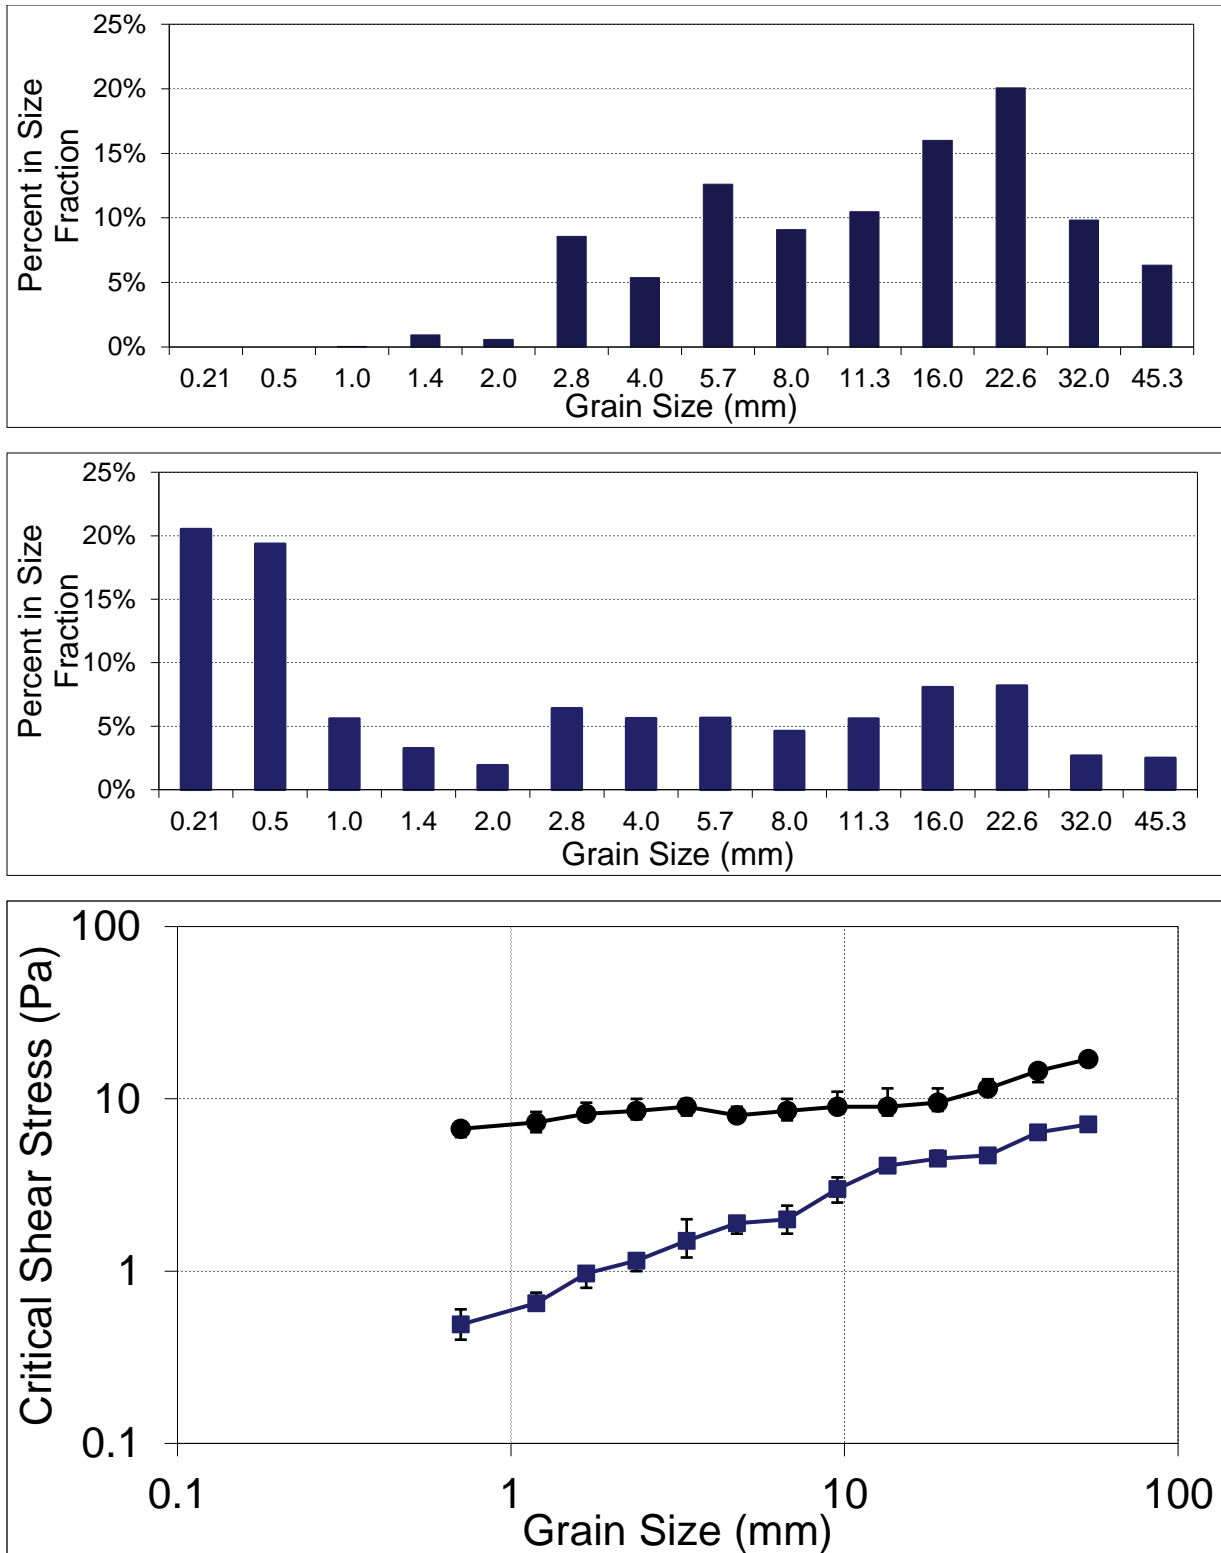 25%
20%
15%
10%
5%
0%
Percent in Size
Fraction
0.21 0.5 1.0 1.4 2.0 2.8 4.0 5.7 8.0 11.3 16.0 22.6 32.0 45.3
Grain Size (mm)
25%
20%
15%
10%
5%
0%
Percent in Size
Fraction
0.21 0.5 1.0 1.4 2.0 2.8 4.0 5.7 8.0 11.3 16.0 22.6 32.0 45.3
Grain Size (mm)
100
10
1
0.1
Critical Shear Stress (Pa)
0.1 1 10 100
Grain Size (mm)